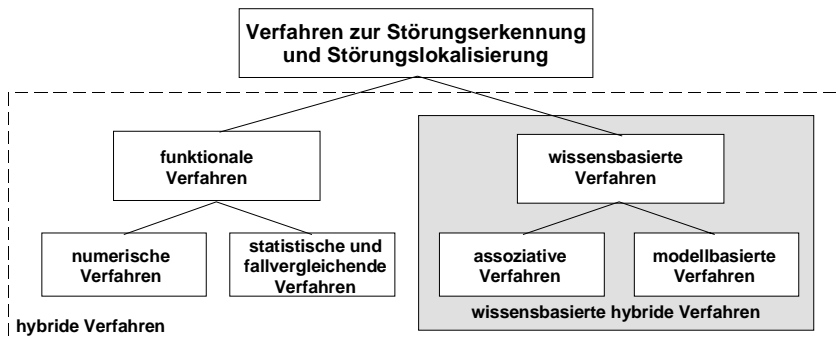 Verfahren zur Störungserkennung
und Störungslokalisierung
funktionale
Verfahren
wissensbasierte
Verfahren
numerische
Verfahren
statistische und
fallvergleichende
Verfahren
assoziative
Verfahren
modellbasierte
Verfahren
wissensbasierte hybride Verfahren
hybride Verfahren